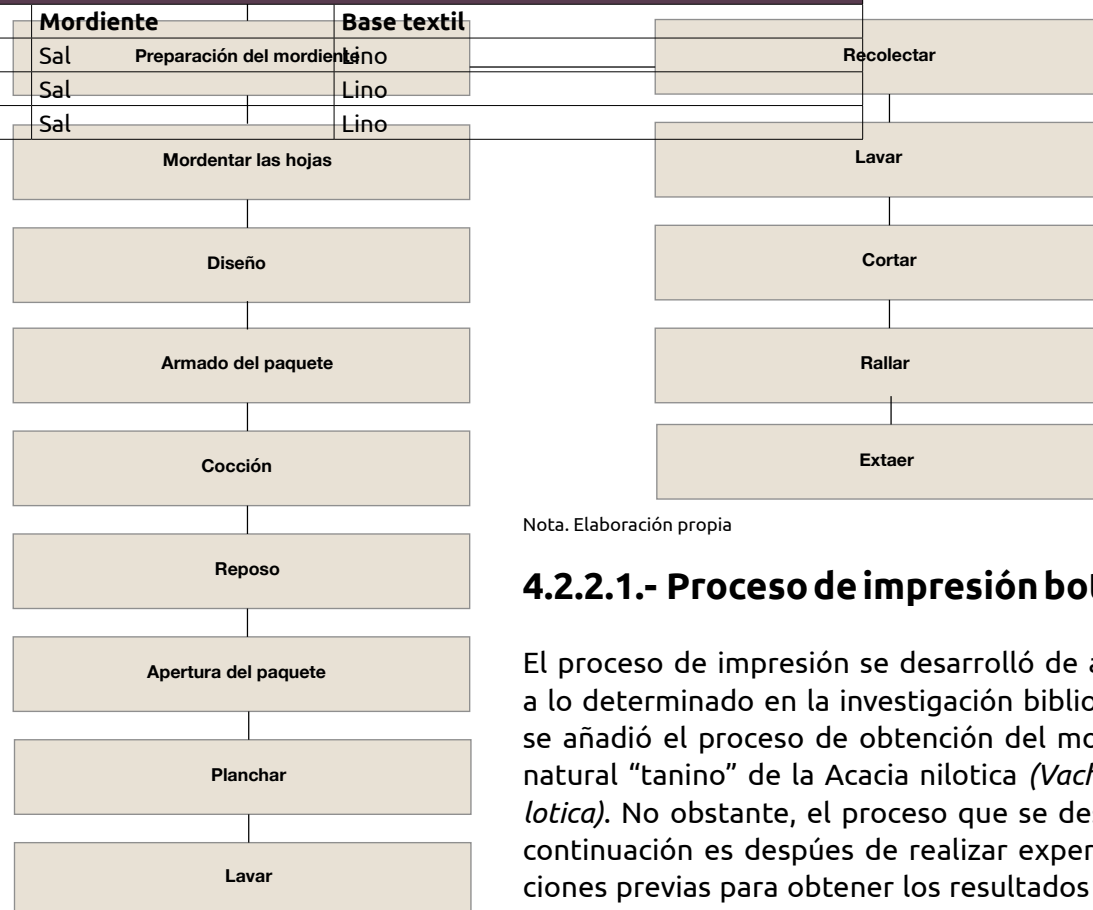 Mordiente Base textil
Sal Lino
Sal Lino
Sal Lino
Preparación del mordiente
Mordentar las hojas
Diseño
Armado del paquete
Cocción
Reposo
Apertura del paquete
Planchar
Lavar
Recolectar
Lavar
Cortar
Rallar
Extaer
Nota. Elaboración propia
4.2.2.1.- Proceso de impresión
El proceso de impresión se desarrolló de
a lo determinado en la investigación
se añadió el proceso de obtención del
natural “tanino” de la Acacia nilotica
lotica). No obstante, el proceso que se
continuación es despúes de realizar
ciones previas para obtener los resultados